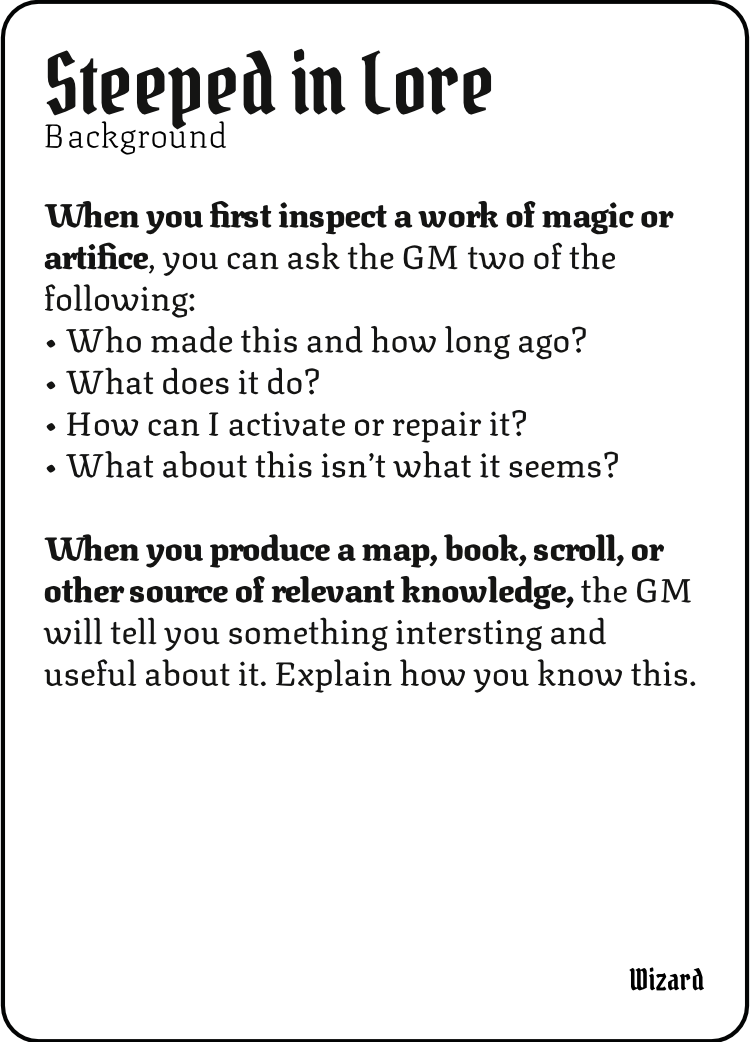 Steeped in Lore
Background
When you first inspect a work of magic or
artifice, you can ask the GM two of the
following:
• Who made this and how long ago?
• What does it do?
• How can I activate or repair it?
• What about this isn’t what it seems?
When you produce a map, book, scroll, or
other source of relevant knowledge, the GM
will tell you something intersting and
useful about it. Explain how you know this.
Wizard